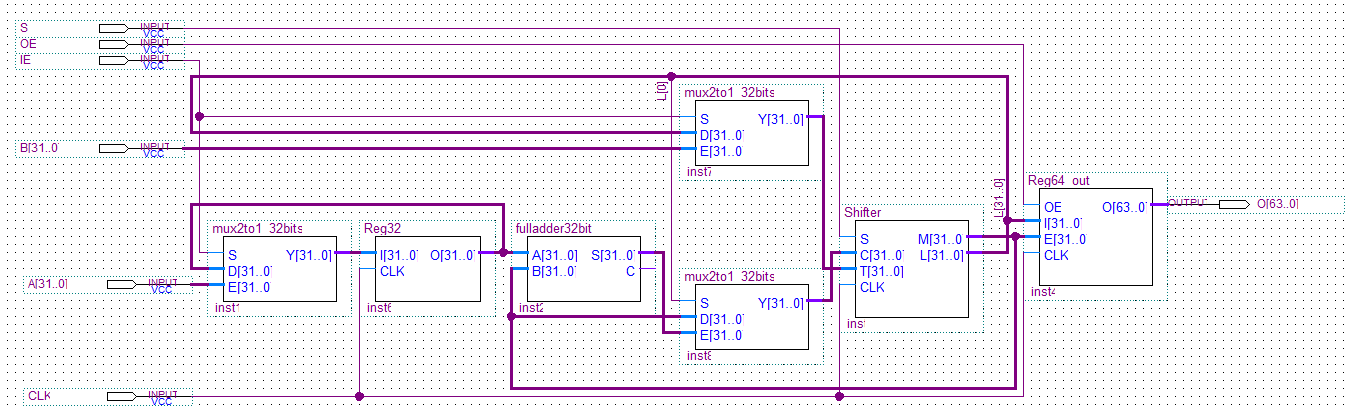 S INPUT VCC
OE INPUT VCC
IE INPUT VCC
L[0]
mux2to1_32bits
S Y[31..0]
D[31..0]
E[31..0]
inst7
B[31..0] INPUT VCC
L[31..0]
Reg64_out
OE O[63..0]
I[31..0]
E[31..0]
CLK
inst4
OUTPUT O[63..0]
Shifter
S M[31..0]
C[31..0] L[31..0]
T[31..0]
CLK
ins
mux2to1_32bits
S Y[31..0]
D[31..0]
E[31..0]
inst1
Reg32
I[31..0] O[31..0]
CLK
inst6
fulladder32bit
A[31..0] S[31..0]
B[31..0] C
inst2
A[31..0] INPUT VCC
mux2to1_32bits
S Y[31..0]
D[31..0]
E[31..0]
inst8
CLK INPUT VCC